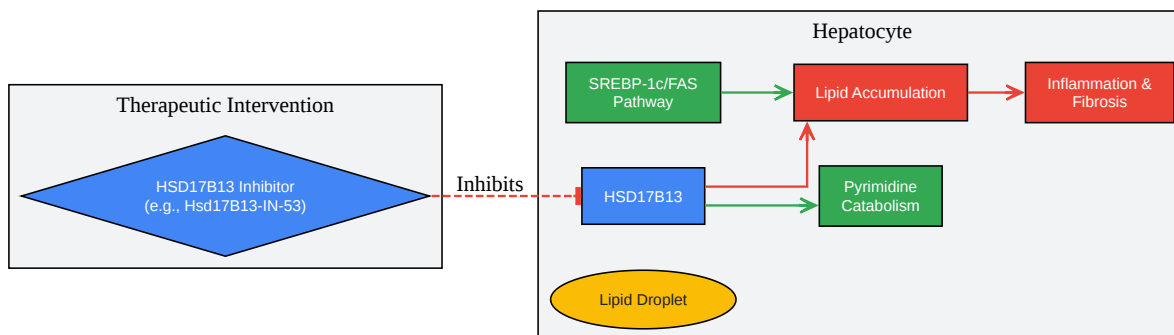 Hepatocyte
SREBP-1c/FAS
Pathway
Lipid Accumulation
Inflammation &
Fibrosis
Therapeutic Intervention
HSD17B13 Inhibitor
(e.g., Hsd17B13-IN-53)
Inhibits
HSD17B13
Pyrimidine
Catabolism
Lipid Droplet